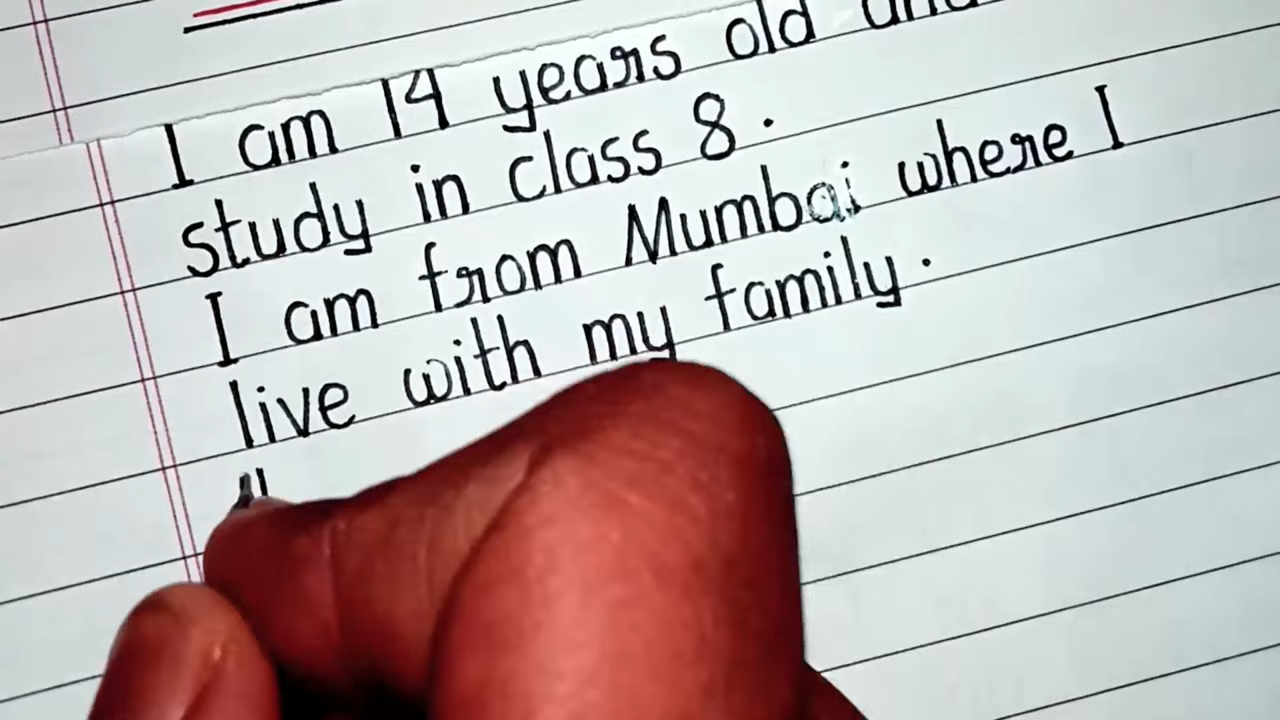 I am 14 years old and
study in class 8.
I am from Mumbai where I
live with my family.